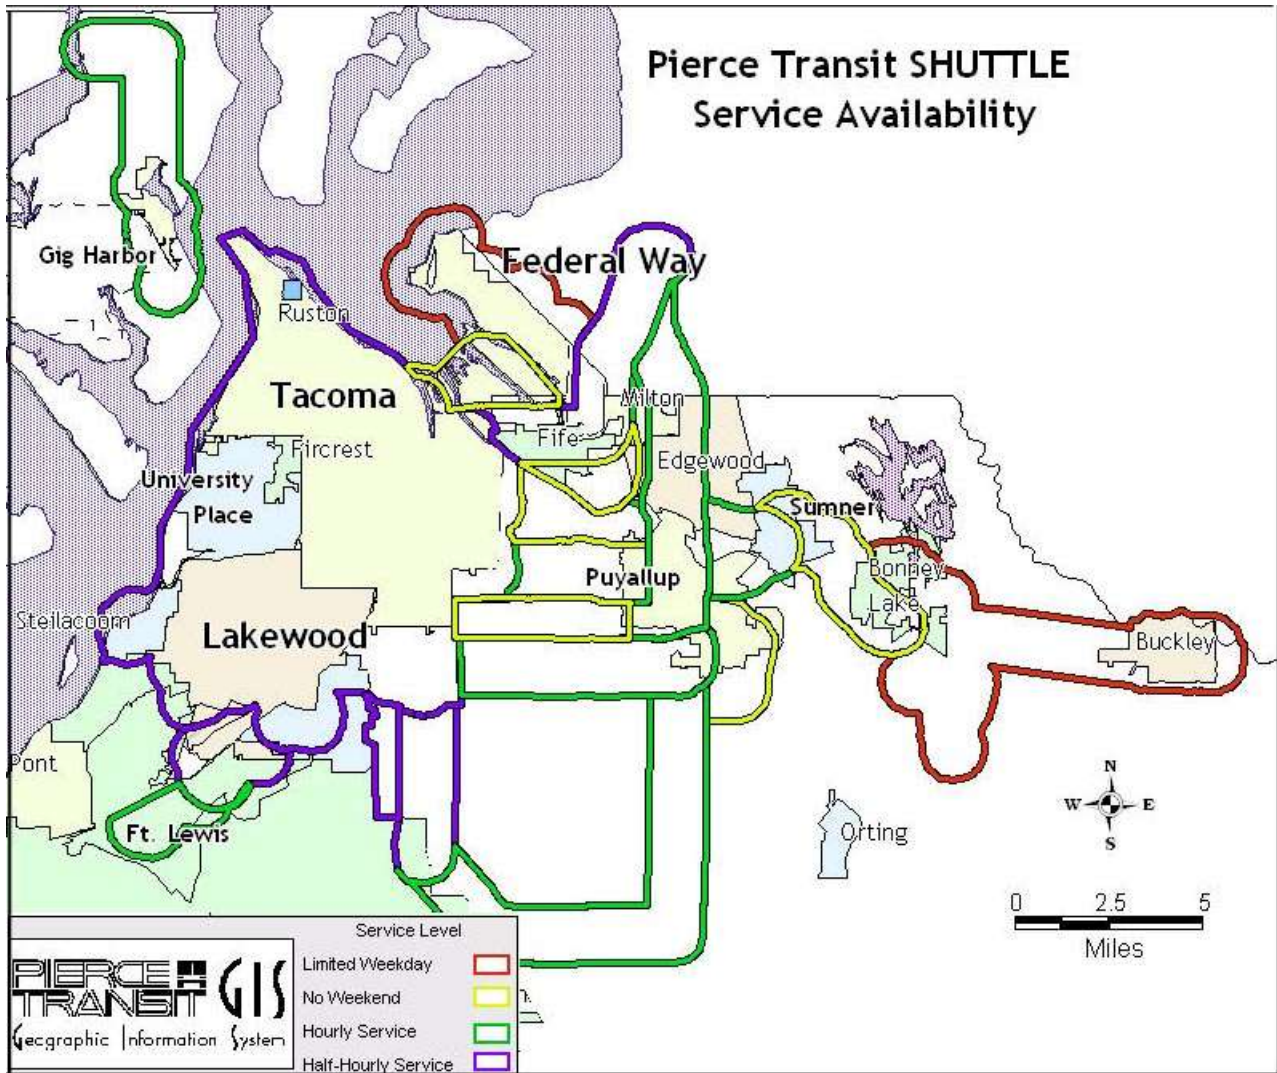 Pierce Transit SHUTTLE
Service Availability
Gig Harbor
Federal Way
Ruston
Tacoma
Milton
Fife
Fircrest
Edgewood
University
Place
Sumner
Puyallup
Bonney
Lake
Steilacoom
Lakewood
Buckley
Pont
N
W
E
S
Ft. Lewis
Orting
0
2.5
5
Miles
Service Level
Limited Weekday
No Weekend
Hourly Service
Half-Hourly Service
PIERCE
TRANSIT
GIS
Geographic Information System